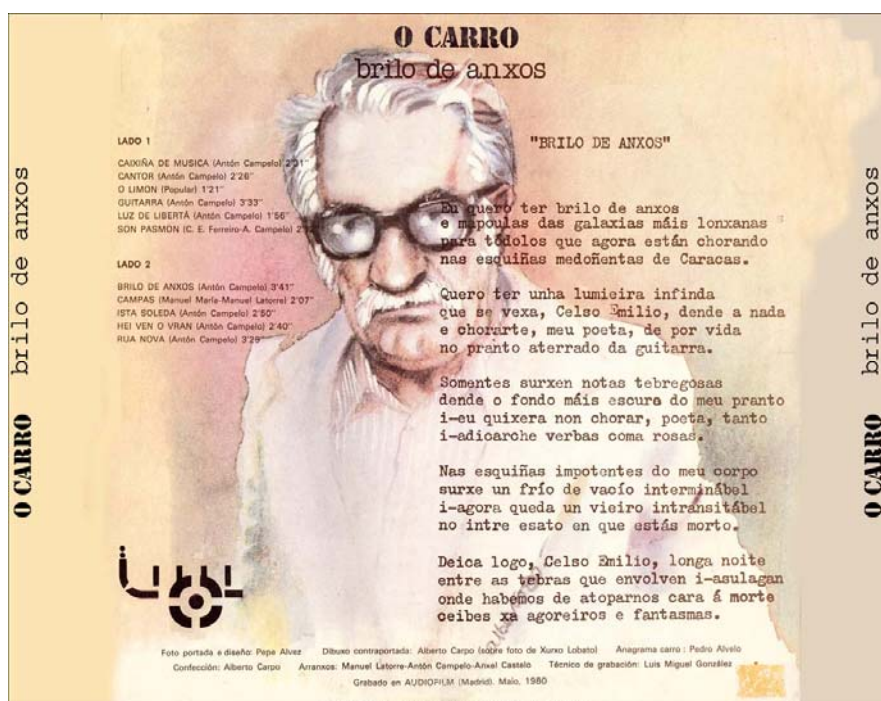 O CARRO
brilo de anxos
brilo de anxos
O CARRO
LADO 1
CAIXIÑA DE MUSICA (Antón Campelo) 2'31"
CANTOR (Antón Campelo) 2'26"
O LIMON (Popular) 1'21"
GUITARRA (Antón Campelo) 3'33"
LUZ DE LIBERTÁ (Antón Campelo) 1'56"
SON PASMON (C. E. Ferreiro-A. Campelo)
LADO 2
BRILO DE ANXOS (Antón Campelo) 3'41"
CAMPAS (Manuel María-Manuel Latorre) 2'07"
ISTA SOLEDA (Antón Campelo) 2'50"
HEI VEN O VRAN (Antón Campelo) 2'40"
RUA NOVA (Antón Campelo) 3'29"
"BRILO DE ANXOS"
Eu quero ter brilo de anxos
e mapoulas das galaxias máis lonxanas
para tódolos que agora están chorando
nas esquiñas medoñentas de Caracas.
Quero ter unha lumieira infinda
que se vexa, Celso Emilio, dende a nada
e chorarte, meu poeta, de por vida
no pranto aterrado da guitarra.
Somentes surxen notas tebregosas
dende o fondo máis escuro do meu pranto
i-eu quixera non chorar, poeta, tanto
i-adicarche verbas coma rosas.
Nas esquiñas impotentes do meu corpo
surxe un frío de vacío interminábel
i-agora queda un vieiro intransitábel
no intre esato en que estás morto.
Deica logo, Celso Emilio, longa noite
entre as tebras que envolven i-asulagan
onde habemos de atoparnos cara á morte
ceibes xa agoreiros e fantasmas.
Foto portada e diseño: Pepe Alvez Dibuxo contraportada: Alberto Carpo (sobre foto de Xurxo Lobato) Anagrama carro : Pedro Alvelo
Confección: Alberto Carpo Arranxos: Manuel Latorre-Antón Campelo-Anxel Castelo Técnico de grabación: Luis Miguel González
Grabado en AUDIOFILM (Madrid). Maio, 1980
brilo de anxos
O CARRO